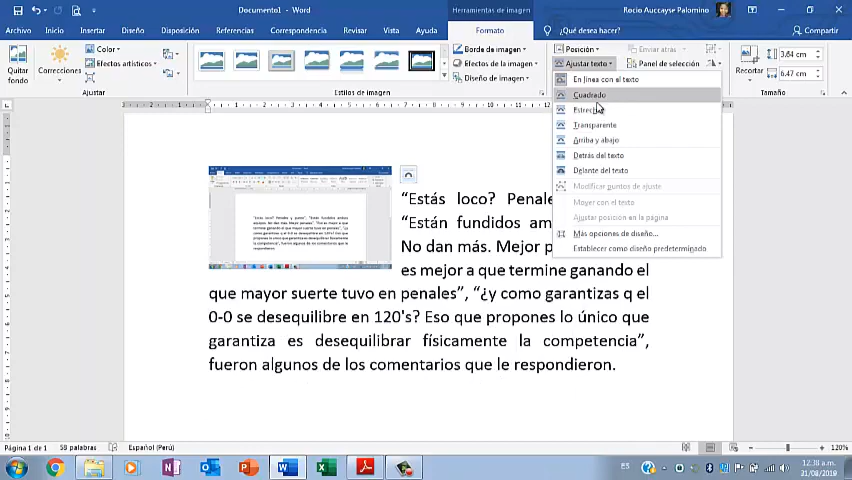 Documento1 - Word
Herramientas de imagen
Rocio Auccayse Palomino
Archivo Inicio Insertar Diseño Disposición Referencias Correspondencia Revisar Vista Ayuda Formato ¿Qué desea hacer? Compartir
Quitar fondo
Correcciones
Color
Efectos artísticos
Borde de imagen
Efectos de la imagen
Diseño de imagen
Estilos de imagen
Posición
Ajustar texto
Enviar atrás
Panel de selección
Recortar
3.64 cm
6.47 cm
En línea con el texto
Cuadrado
Estrecho
Transparente
Arriba y abajo
Detrás del texto
Delante del texto
Modificar puntos de ajuste
Mover con el texto
Ajustar posición en la página
Más opciones de diseño...
Establecer como diseño predeterminado
“Estás loco? Penale
“Están fundidos am
No dan más. Mejor p
es mejor a que termine ganando el
que mayor suerte tuvo en penales”, “¿y como garantizas q el
0-0 se desequilibre en 120's? Eso que propones lo único que
garantiza es desequilibrar físicamente la competencia”,
fueron algunos de los comentarios que le respondieron.
Página 1 de 1 58 palabras Español (Perú) 120%
ES
12:38 a.m.
21/08/2019